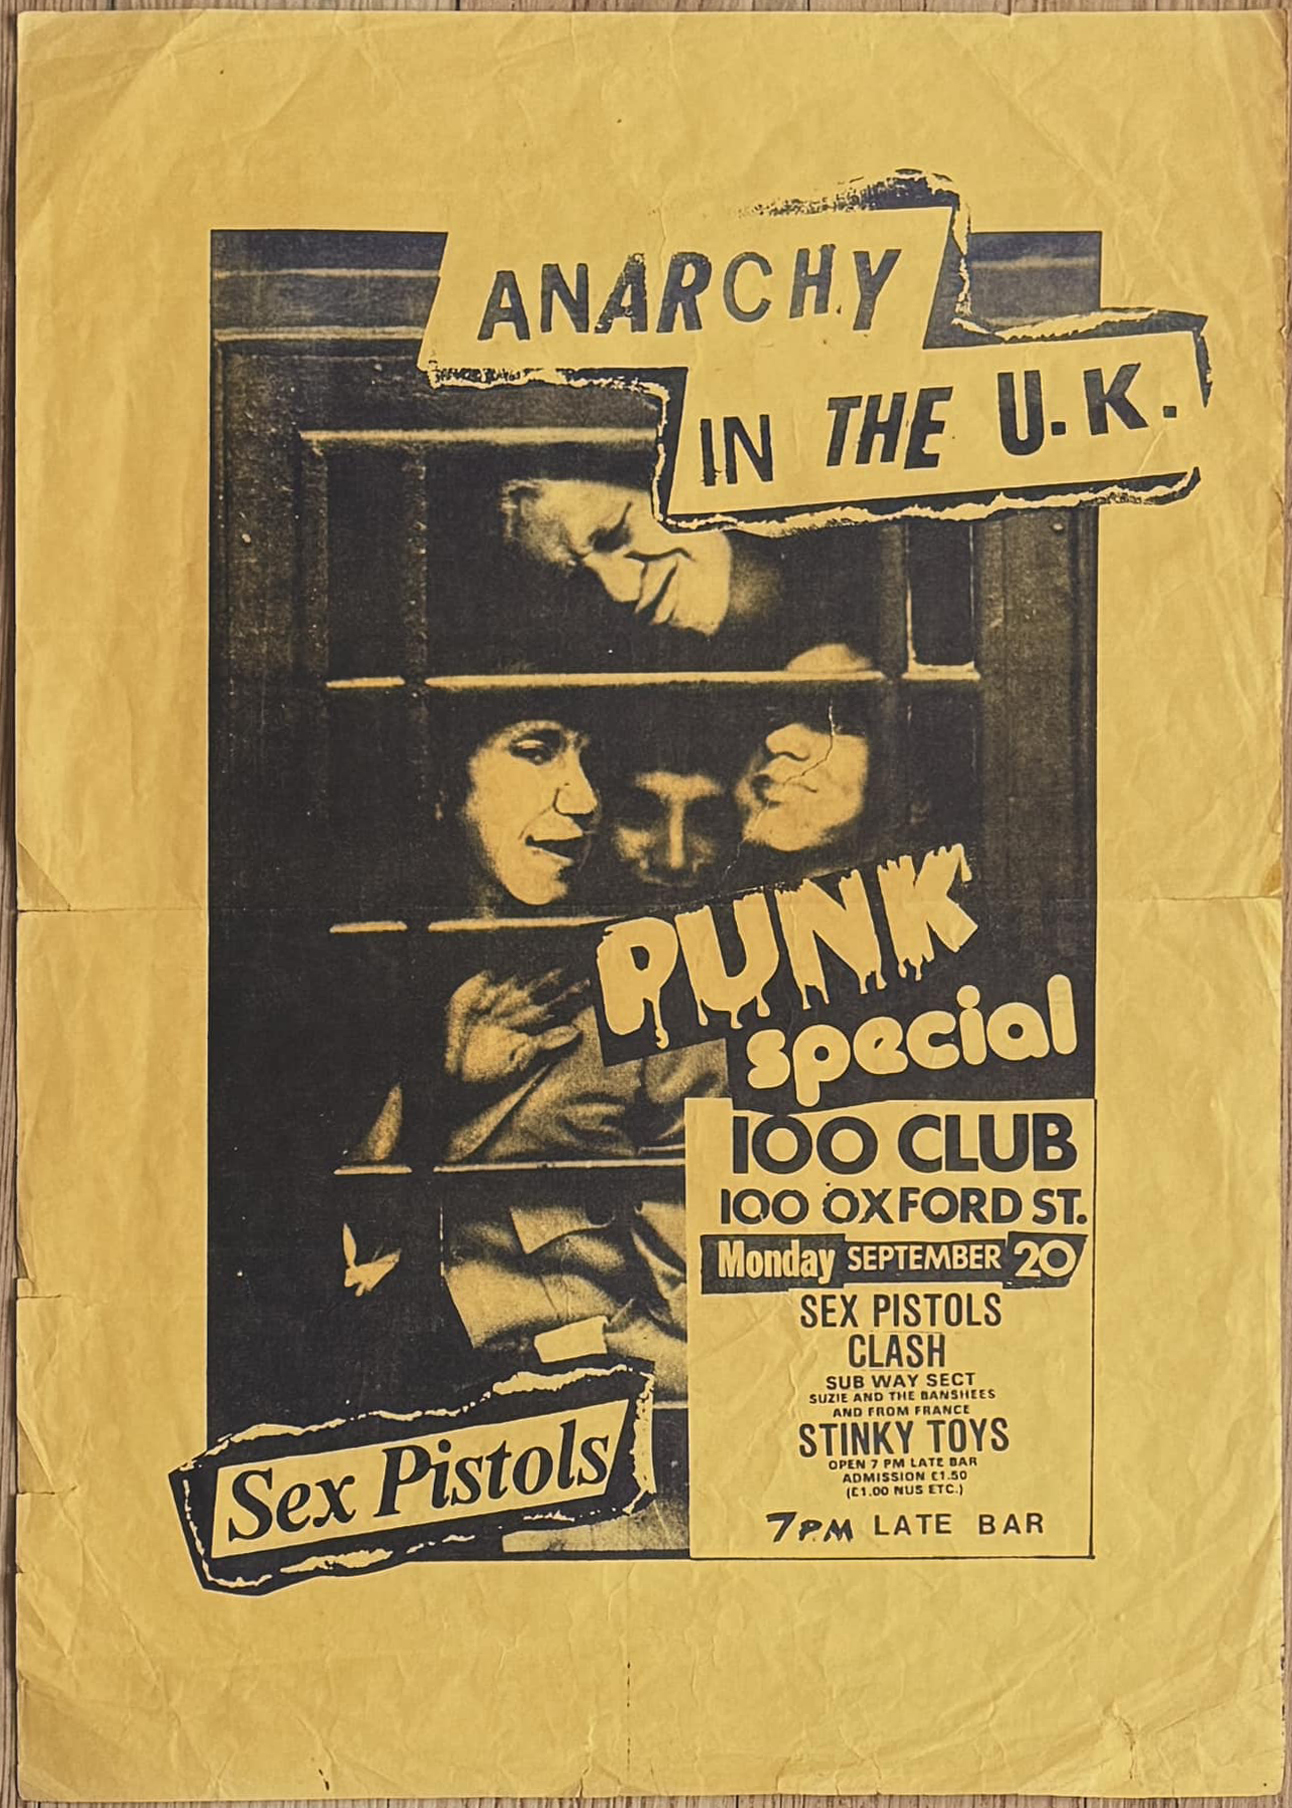 ANARCHY
IN THE U.K.
PUNK
special
100 CLUB
100 OXFORD ST.
Monday SEPTEMBER 20
SEX PISTOLS
CLASH
SUB WAY SECT
SUZIE AND THE BANSHEES
AND FROM FRANCE
STINKY TOYS
OPEN 7 PM LATE BAR
ADMISSION £1.50
(£1.00 NUS ETC.)
7PM LATE BAR
Sex Pistols